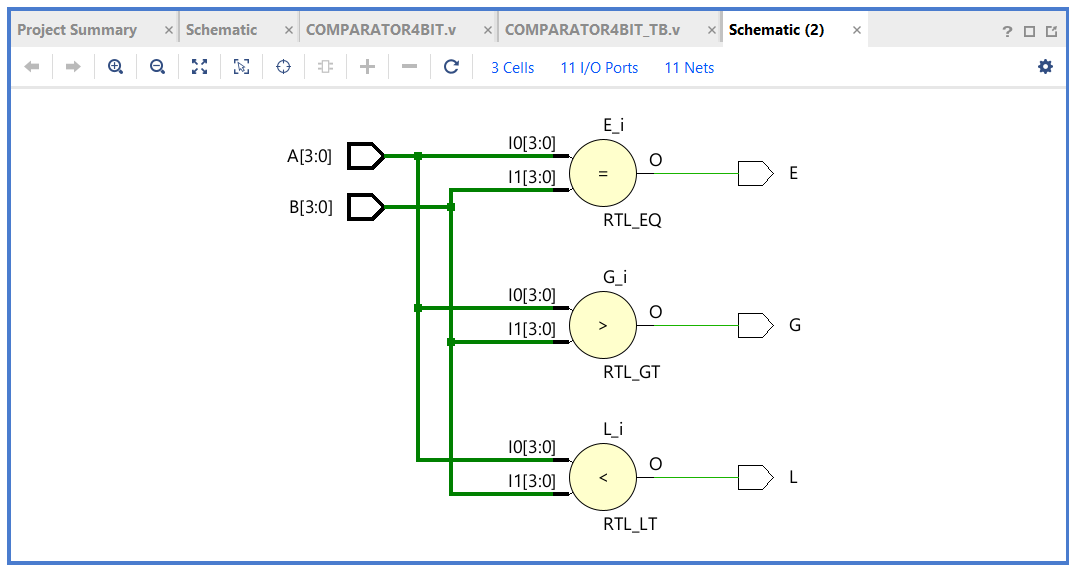 Project Summary × Schematic × COMPARATOR4BIT.v × COMPARATOR4BIT_TB.v × Schematic (2) × ?
3 Cells 11 I/O Ports 11 Nets
E_i
A[3:0] I0[3:0] O
= E
I1[3:0]
B[3:0] RTL_EQ
G_i
I0[3:0] O
> G
I1[3:0]
RTL_GT
L_i
I0[3:0] O
< L
I1[3:0]
RTL_LT